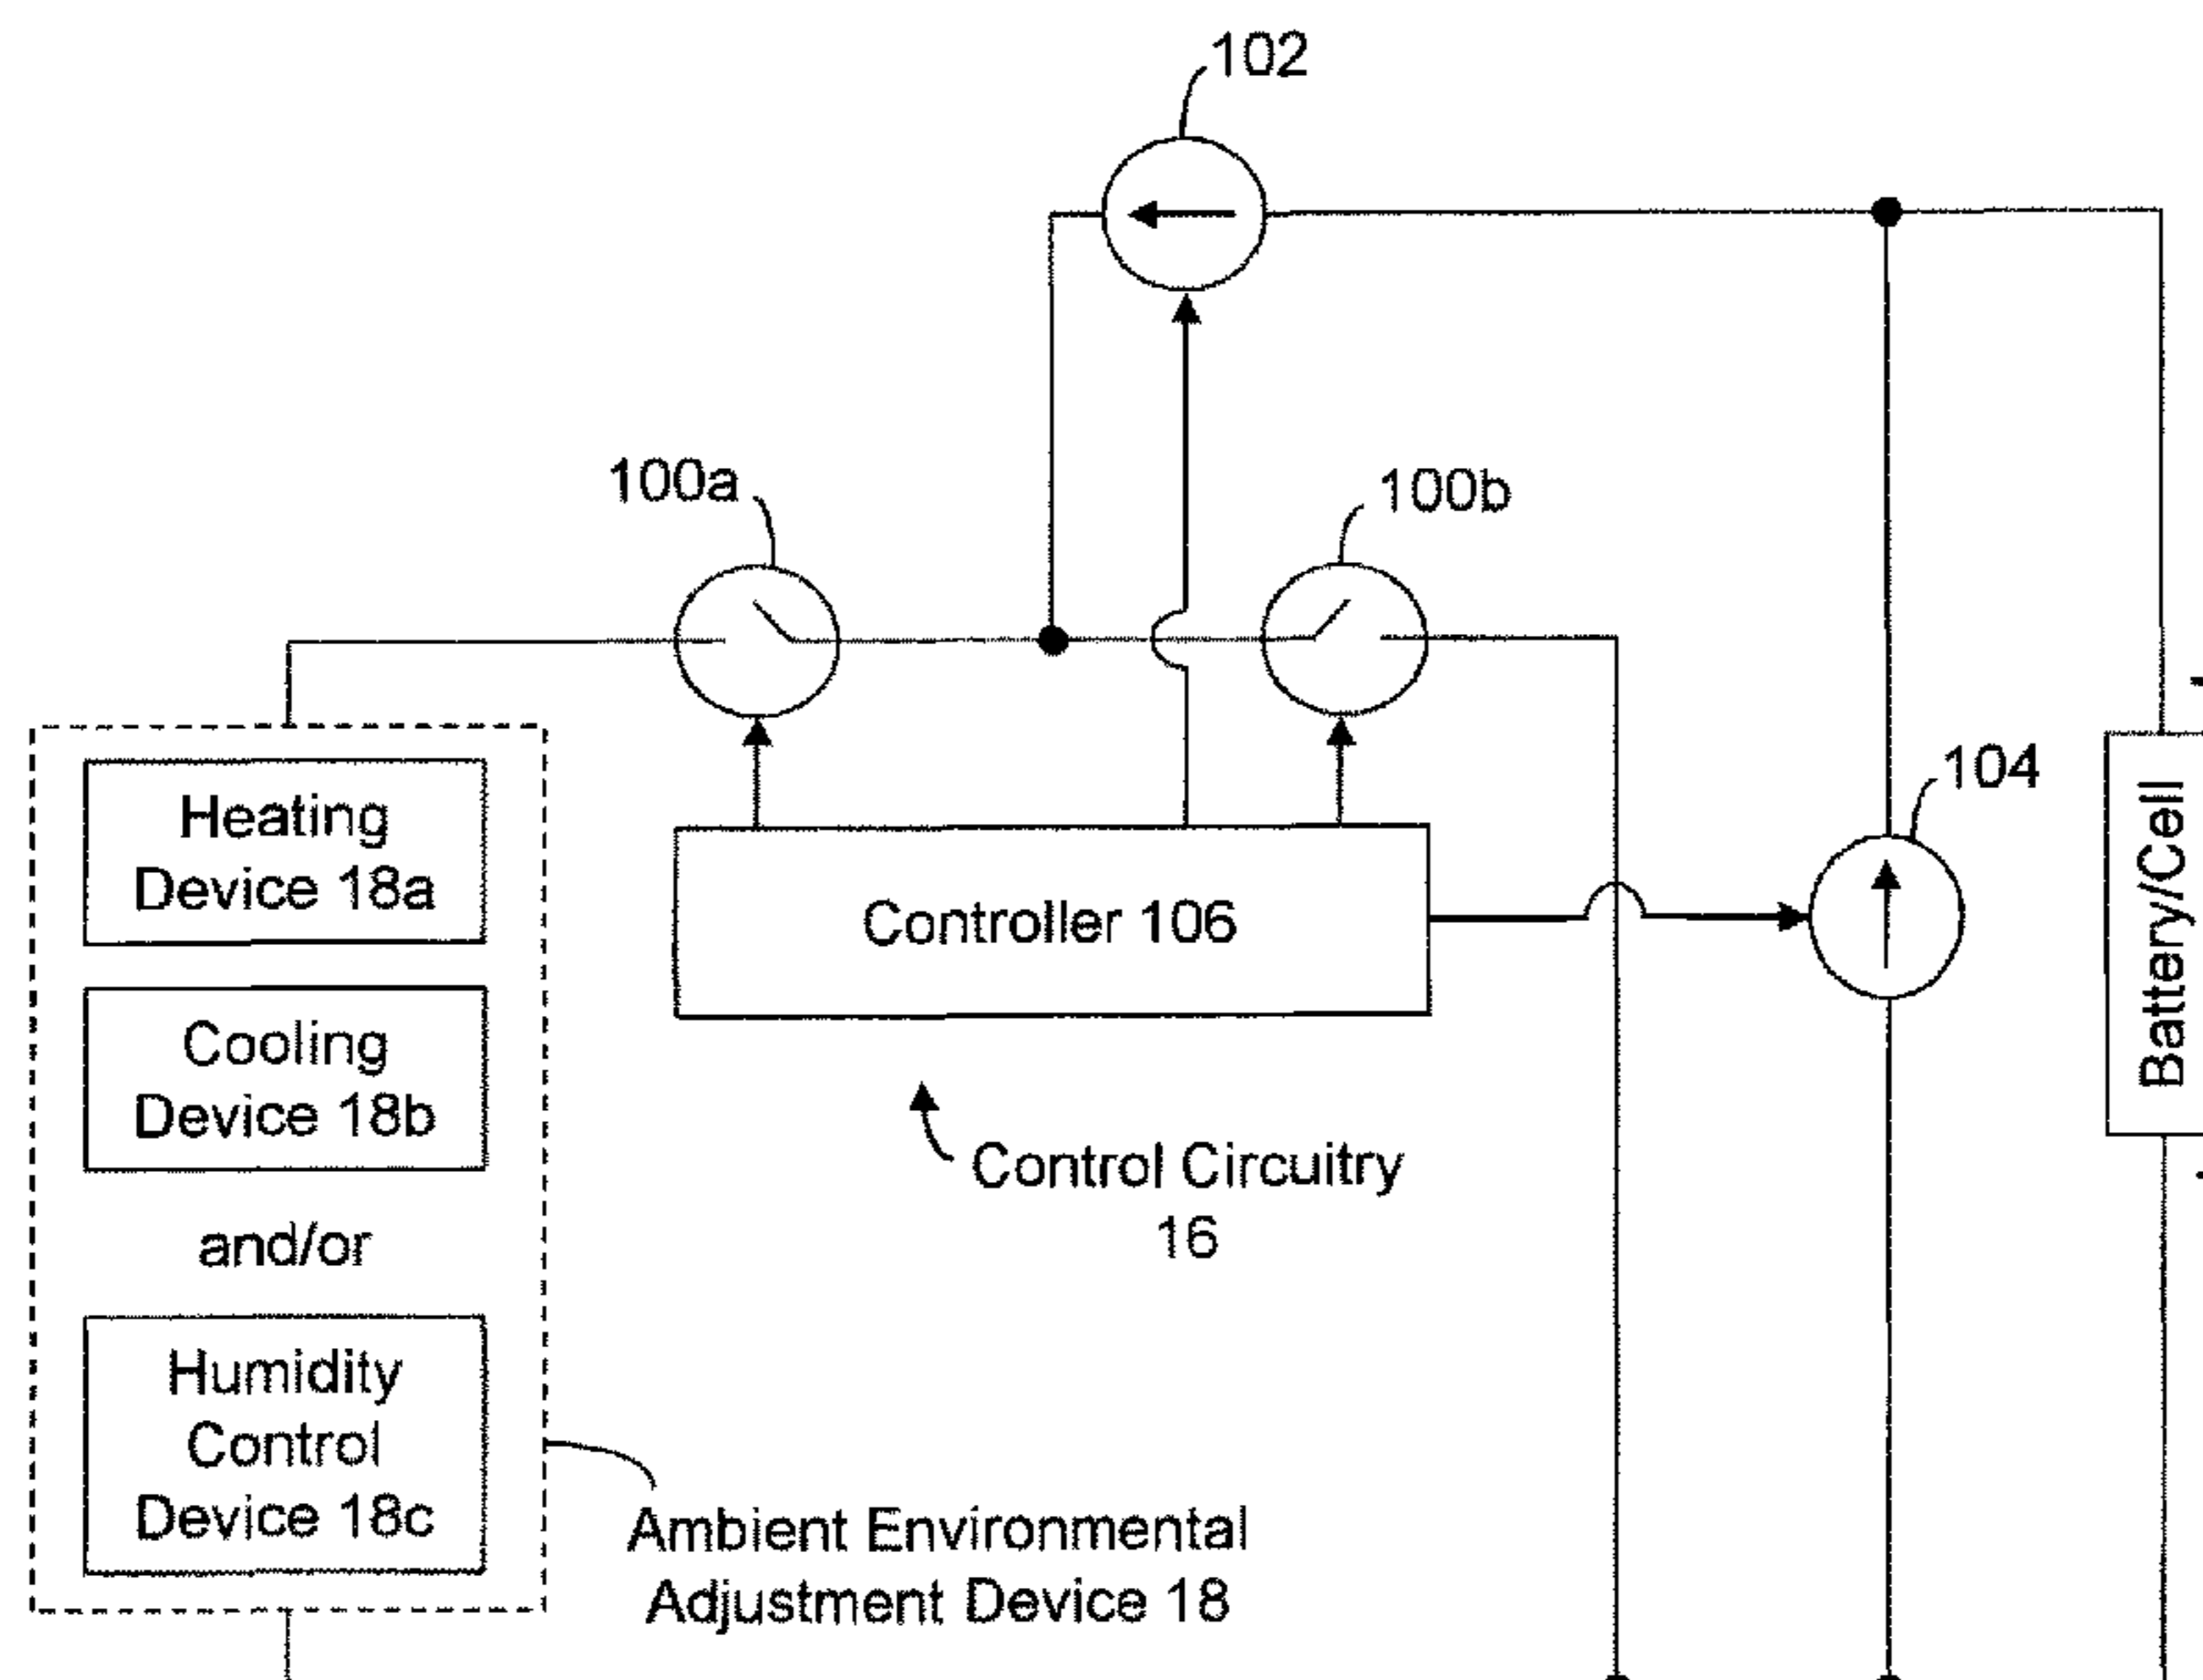 102
100a
100b
104
Heating
Device 18a
Cooling
Device 18b
and/or
Humidity
Control
Device 18c
Controller 106
Control Circuitry
16
Battery/Cell
Ambient Environmental
Adjustment Device 18